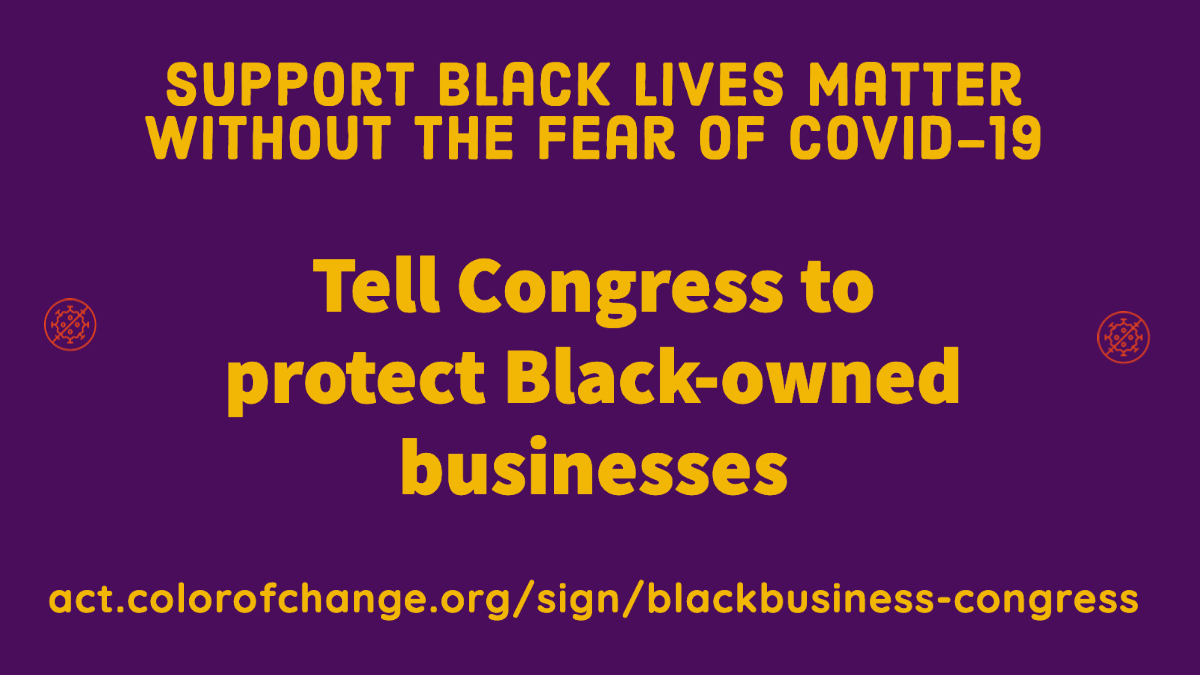 SUPPORT BLACK LIVES MATTER
WITHOUT THE FEAR OF COVID-19
Tell Congress to
protect Black-owned
businesses
act.colorofchange.org/sign/blackbusiness-congress